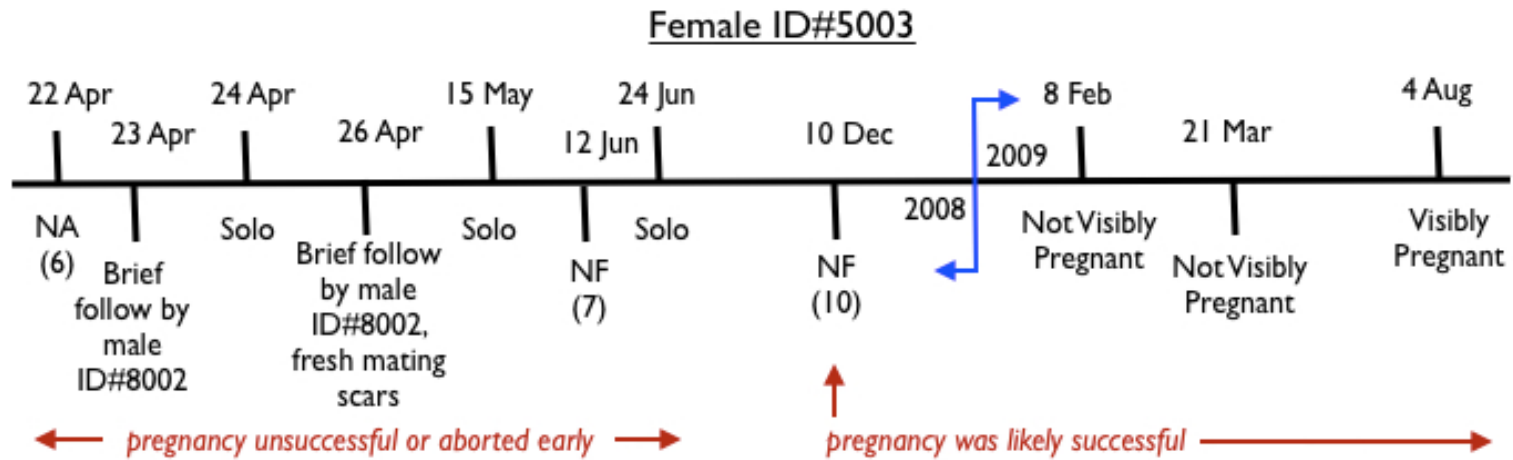 Female ID#5003
22 Apr
24 Apr
15 May
24 Jun
8 Feb
4 Aug
23 Apr
26 Apr
12 Jun
10 Dec
21 Mar
2009
2008
NA
(6)
Brief
follow by
male
ID#8002
Solo
Brief follow
by male
ID#8002,
fresh mating
scars
Solo
NF
(7)
Solo
NF
(10)
Not Visibly
Pregnant
Not Visibly
Pregnant
Visibly
Pregnant
pregnancy unsuccessful or aborted early
pregnancy was likely successful